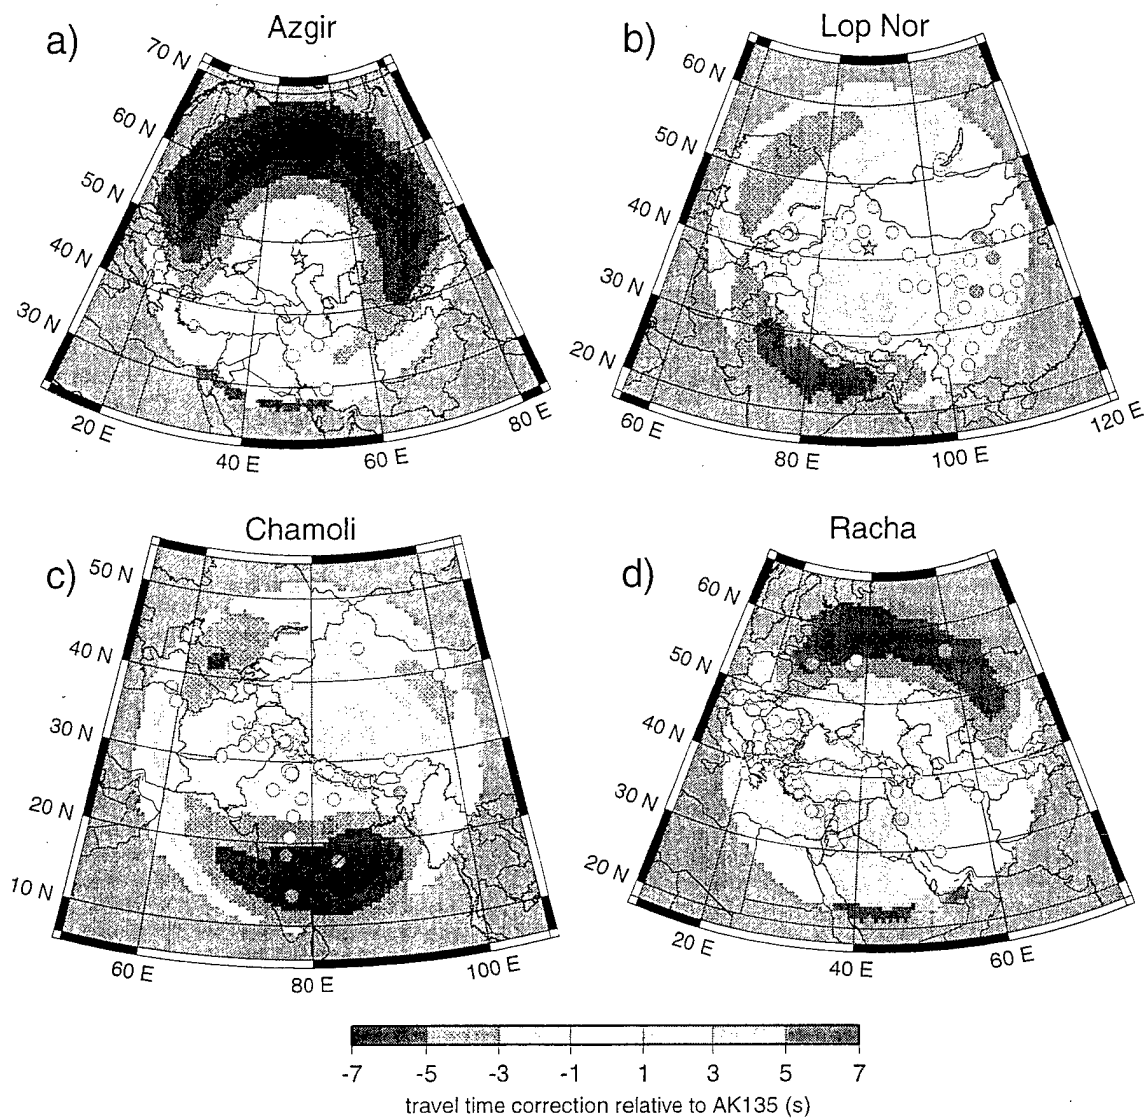 a)
Azgir
70 N
60 N
50 N
40 N
30 N
20 E
40 E
60 E
80 E
b)
Lop Nor
60 N
50 N
40 N
30 N
20 N
60 E
80 E
100 E
120 E
c)
Chamoli
50 N
40 N
30 N
20 N
10 N
60 E
80 E
100 E
d)
Racha
60 N
50 N
40 N
30 N
20 N
20 E
40 E
60 E
-7 -5 -3 -1 1 3 5 7
travel time correction relative to AK135 (s)